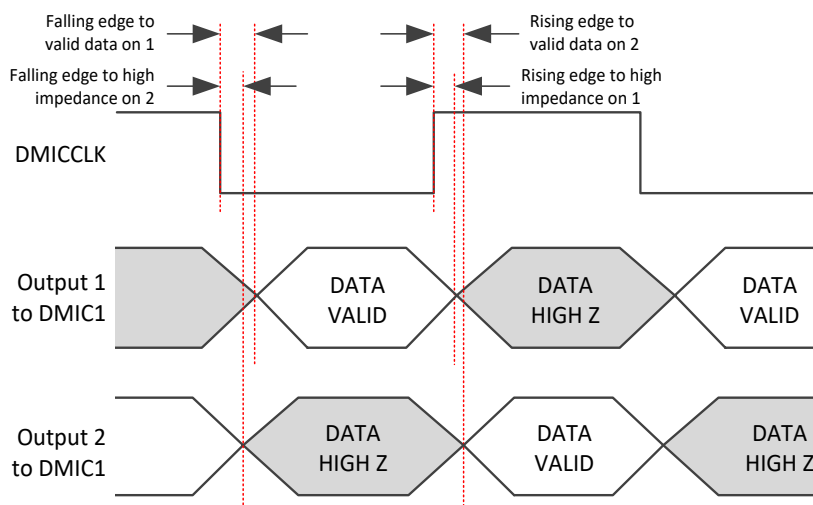 Falling edge to
valid data on 1
Rising edge to
valid data on 2
Falling edge to high
impedance on 2
Rising edge to high
impedance on 1
DMICCLK
Output 1
to DMIC1
DATA
VALID
DATA
HIGH Z
DATA
VALID
Output 2
to DMIC1
DATA
HIGH Z
DATA
VALID
DATA
HIGH Z